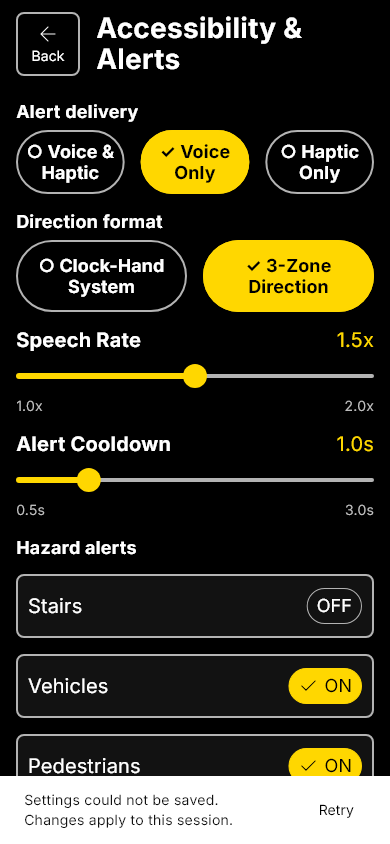 Back
Accessibility &
Alerts
Alert delivery
Voice &
Haptic
Voice
Only
Haptic
Only
Direction format
Clock-Hand
System
3-Zone
Direction
Speech Rate 1.5x
1.0x 2.0x
Alert Cooldown 1.0s
0.5s 3.0s
Hazard alerts
Stairs OFF
Vehicles ON
Pedestrians ON
Settings could not be saved.
Changes apply to this session.
Retry